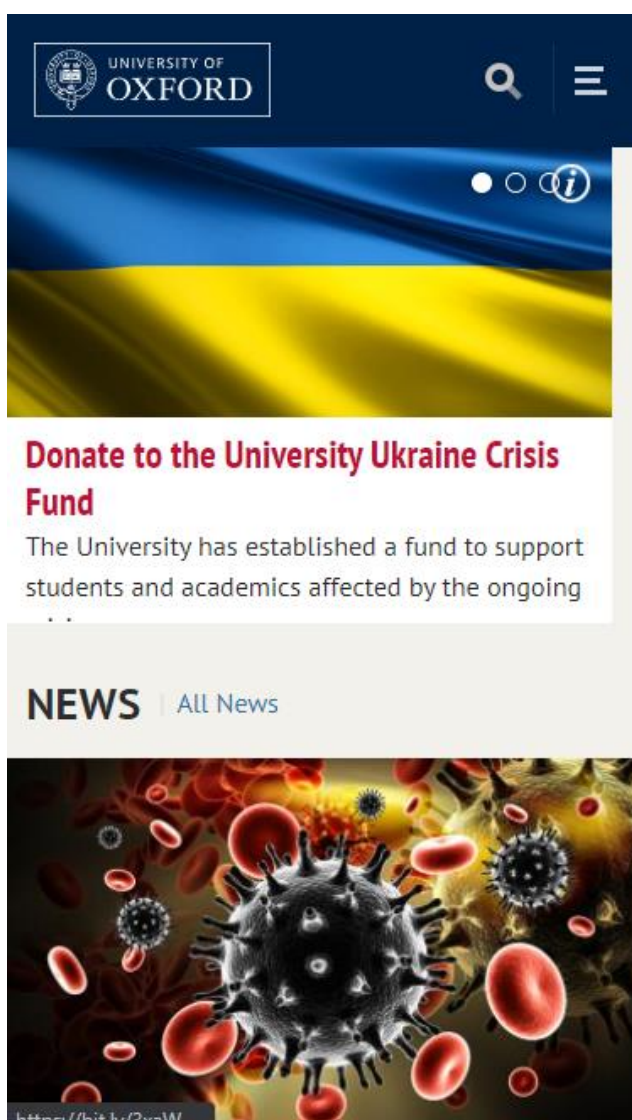 UNIVERSITY OF
OXFORD
Donate to the University Ukraine Crisis
Fund
The University has established a fund to support
students and academics affected by the ongoing
NEWS
All News